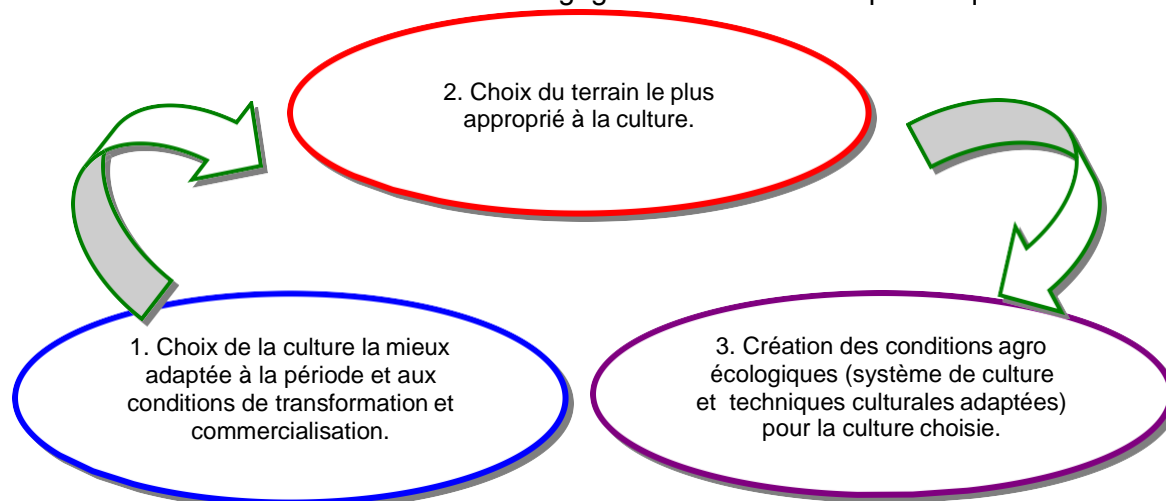 2. Choix du terrain le plus
approprié à la culture.
1. Choix de la culture la mieux
adaptée à la période et aux
conditions de transformation et
commercialisation.
3. Création des conditions agro
écologiques (système de culture
et techniques culturales adaptées)
pour la culture choisie.